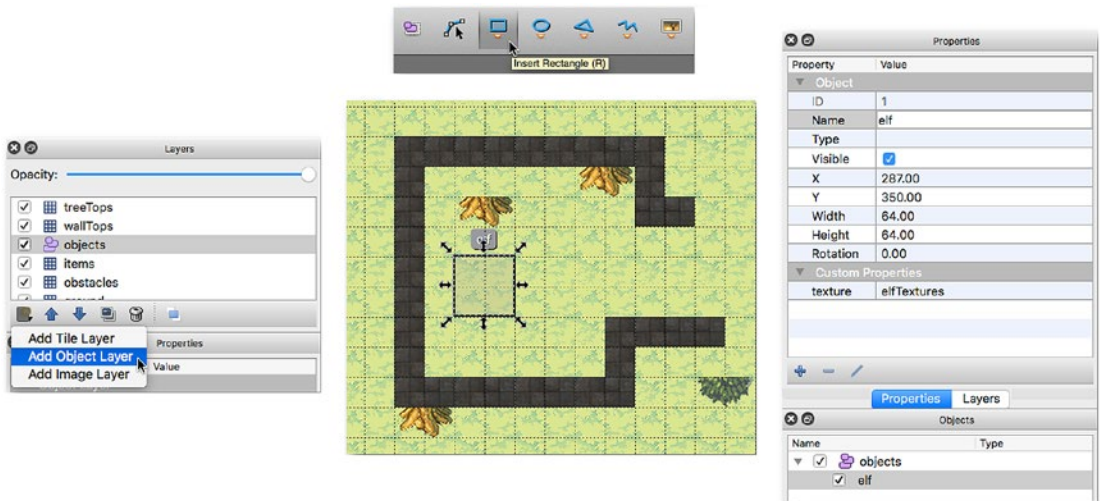 Insert Rectangle (R)
Layers
Opacity:
treeTops
wallTops
objects
items
obstacles
ground
Add Tile Layer
Add Object Layer
Add Image Layer
Properties
Value
elf
Properties
Property Value
Object
ID 1
Name elf
Type
Visible
X 287.00
Y 350.00
Width 64.00
Height 64.00
Rotation 0.00
Custom Properties
texture elfTextures
Properties Layers
Objects
Name Type
objects
elf